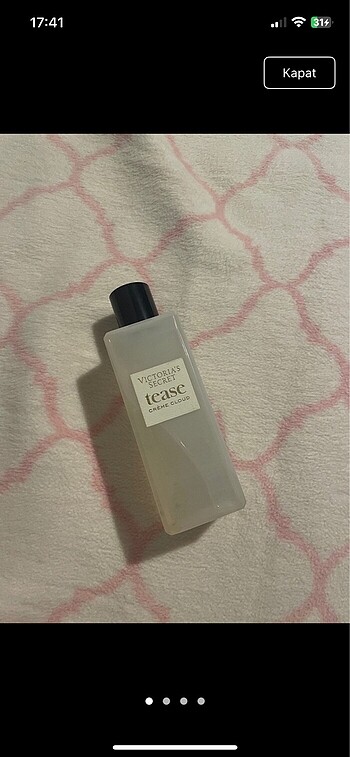 17:41
31
Kapat
VICTORIA'S
SECRET
tease
CRÈME CLOUD